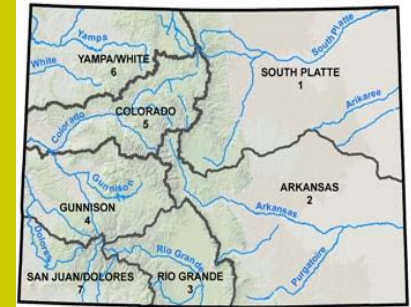 Yampa
YAMPA/WHITE
6
White
South Platte
SOUTH PLATTE
1
Arikaree
COLORADO
5
Colorado
Gunnison
GUNNISON
4
ARKANSAS
2
Arkansas
Dolores
Rio Grande
SAN JUAN/DOLORES
7
RIO GRANDE
3
Purgatoire